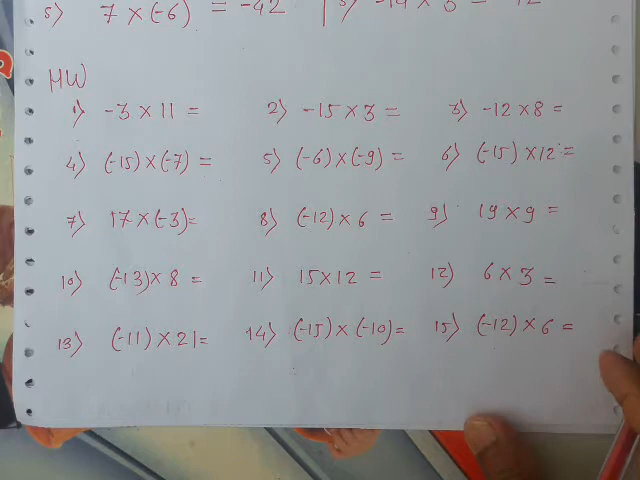 5) 7 × (-6) = -42
HW
1) -3 × 11 = 2) -15 × 3 = 3) -12 × 8 =
4) (-15) × (-7) = 5) (-6) × (-9) = 6) (-15) × 12 =
7) 17 × (-3) = 8) (-12) × 6 = 9) 19 × 9 =
10) (-13) × 8 = 11) 15 × 12 = 12) 6 × 3 =
13) (-11) × 21 = 14) (-15) × (-10) = 15) (-12) × 6 =